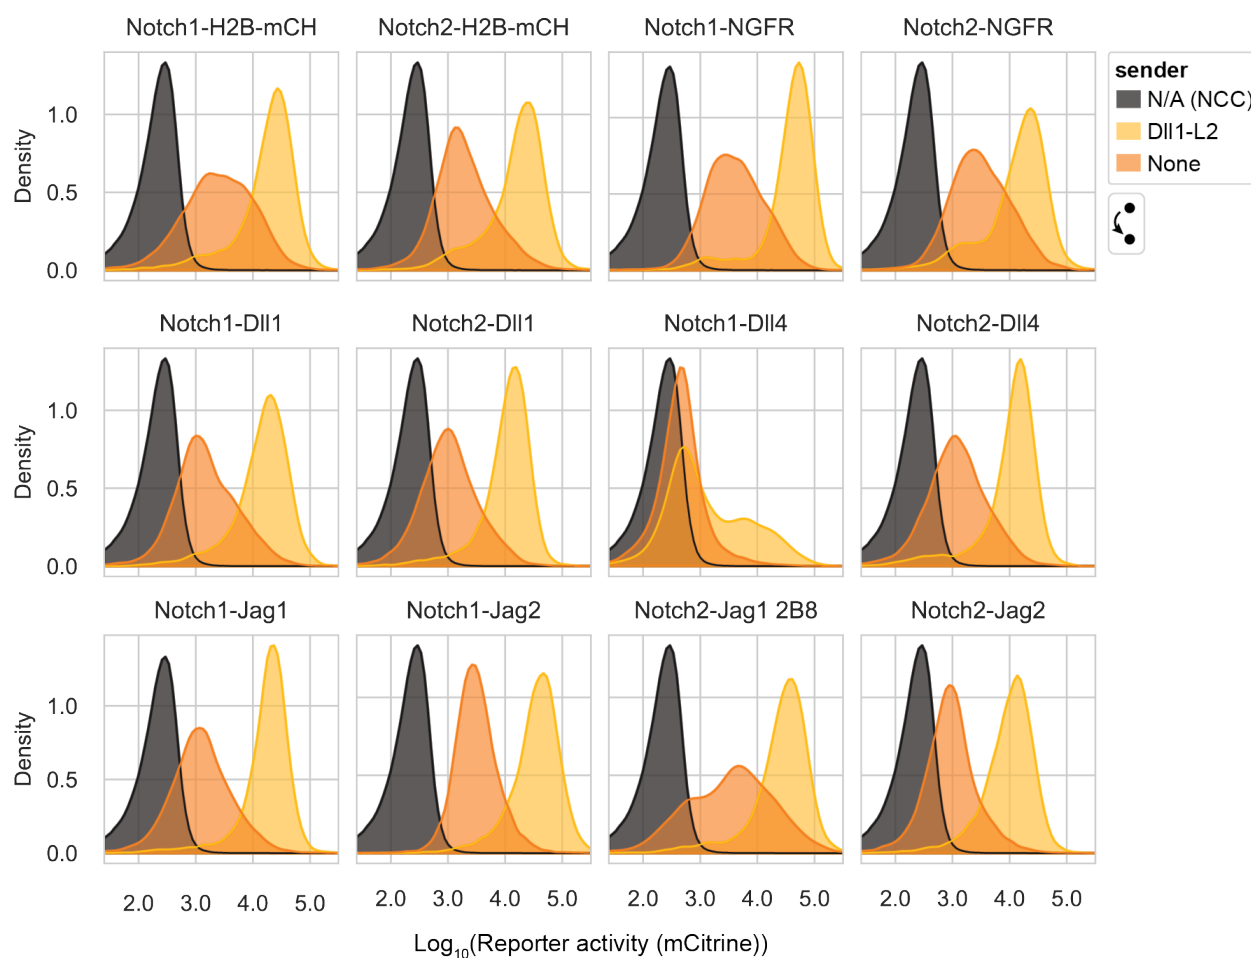 Notch1-H2B-mCH Notch2-H2B-mCH Notch1-NGFR Notch2-NGFR
sender
N/A (NCC)
Dll1-L2
None
Density
1.0
0.5
0.0
Notch1-Dll1 Notch2-Dll1 Notch1-Dll4 Notch2-Dll4
Density
1.0
0.5
0.0
Notch1-Jag1 Notch1-Jag2 Notch2-Jag1 2B8 Notch2-Jag2
Density
1.0
0.5
0.0
2.0 3.0 4.0 5.0 2.0 3.0 4.0 5.0 2.0 3.0 4.0 5.0 2.0 3.0 4.0 5.0
Log10(Reporter activity (mCitrine))